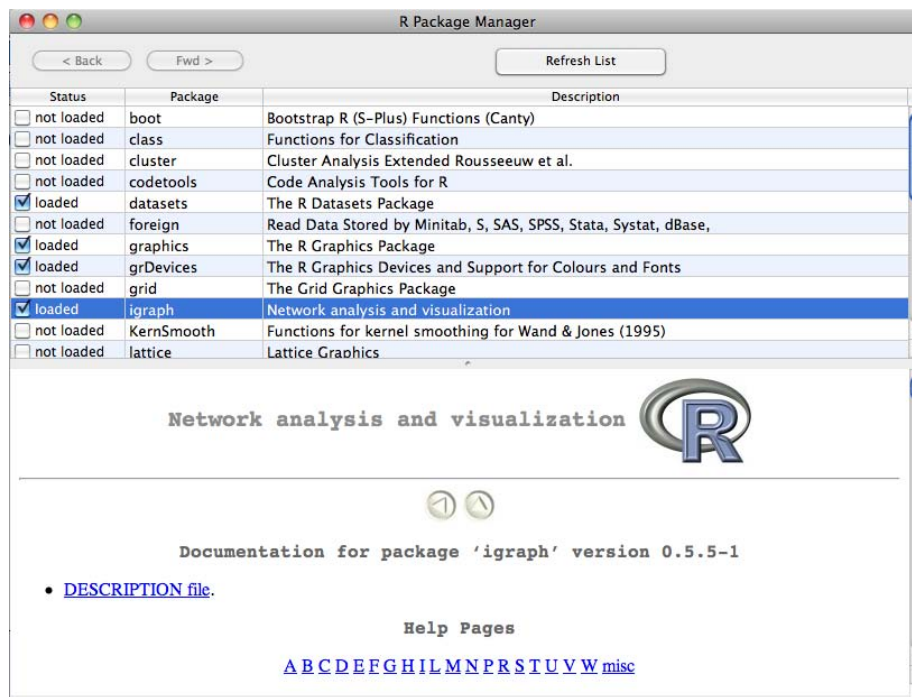 R Package Manager
< Back Fwd > Refresh List
Status Package Description
not loaded boot Bootstrap R (S-Plus) Functions (Canty)
not loaded class Functions for Classification
not loaded cluster Cluster Analysis Extended Rousseeuw et al.
not loaded codetools Code Analysis Tools for R
loaded datasets The R Datasets Package
not loaded foreign Read Data Stored by Minitab, S, SAS, SPSS, Stata, Systat, dBase,
loaded graphics The R Graphics Package
loaded grDevices The R Graphics Devices and Support for Colours and Fonts
not loaded grid The Grid Graphics Package
loaded igraph Network analysis and visualization
not loaded KernSmooth Functions for kernel smoothing for Wand & Jones (1995)
not loaded lattice Lattice Graphics
Network analysis and visualization R
Documentation for package ‘igraph’ version 0.5.5-1
• DESCRIPTION file.
Help Pages
A B C D E F G H I L M N P R S T U V W misc